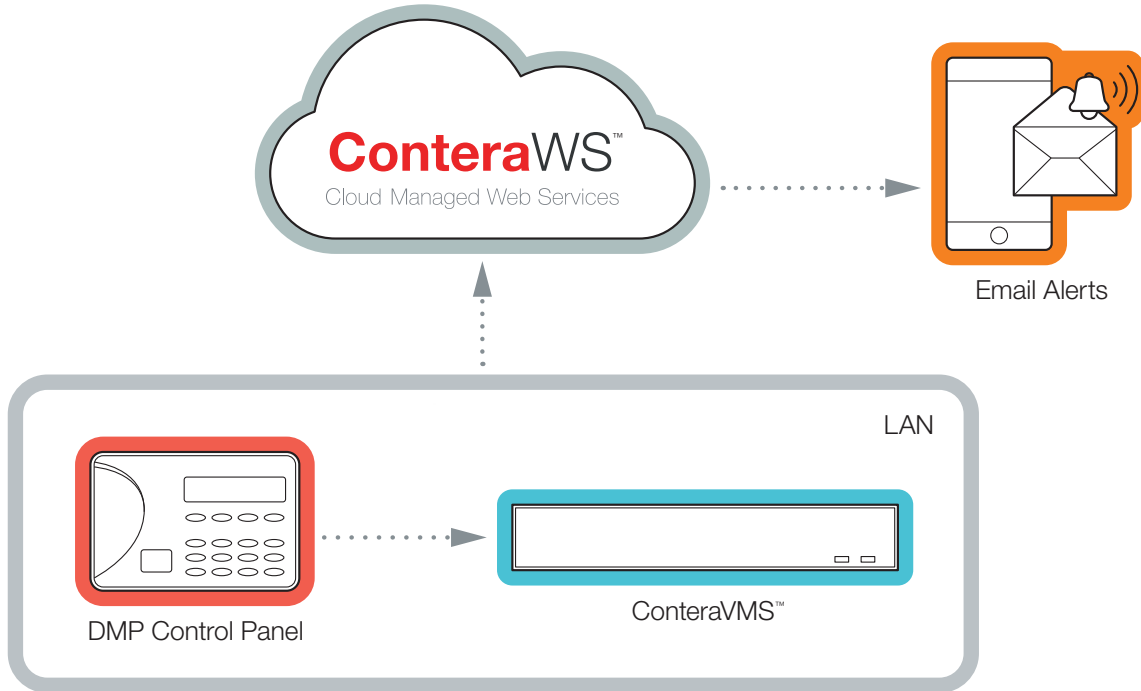 ConteraWS™
Cloud Managed Web Services
Email Alerts
LAN
ConteraVMS™
DMP Control Panel